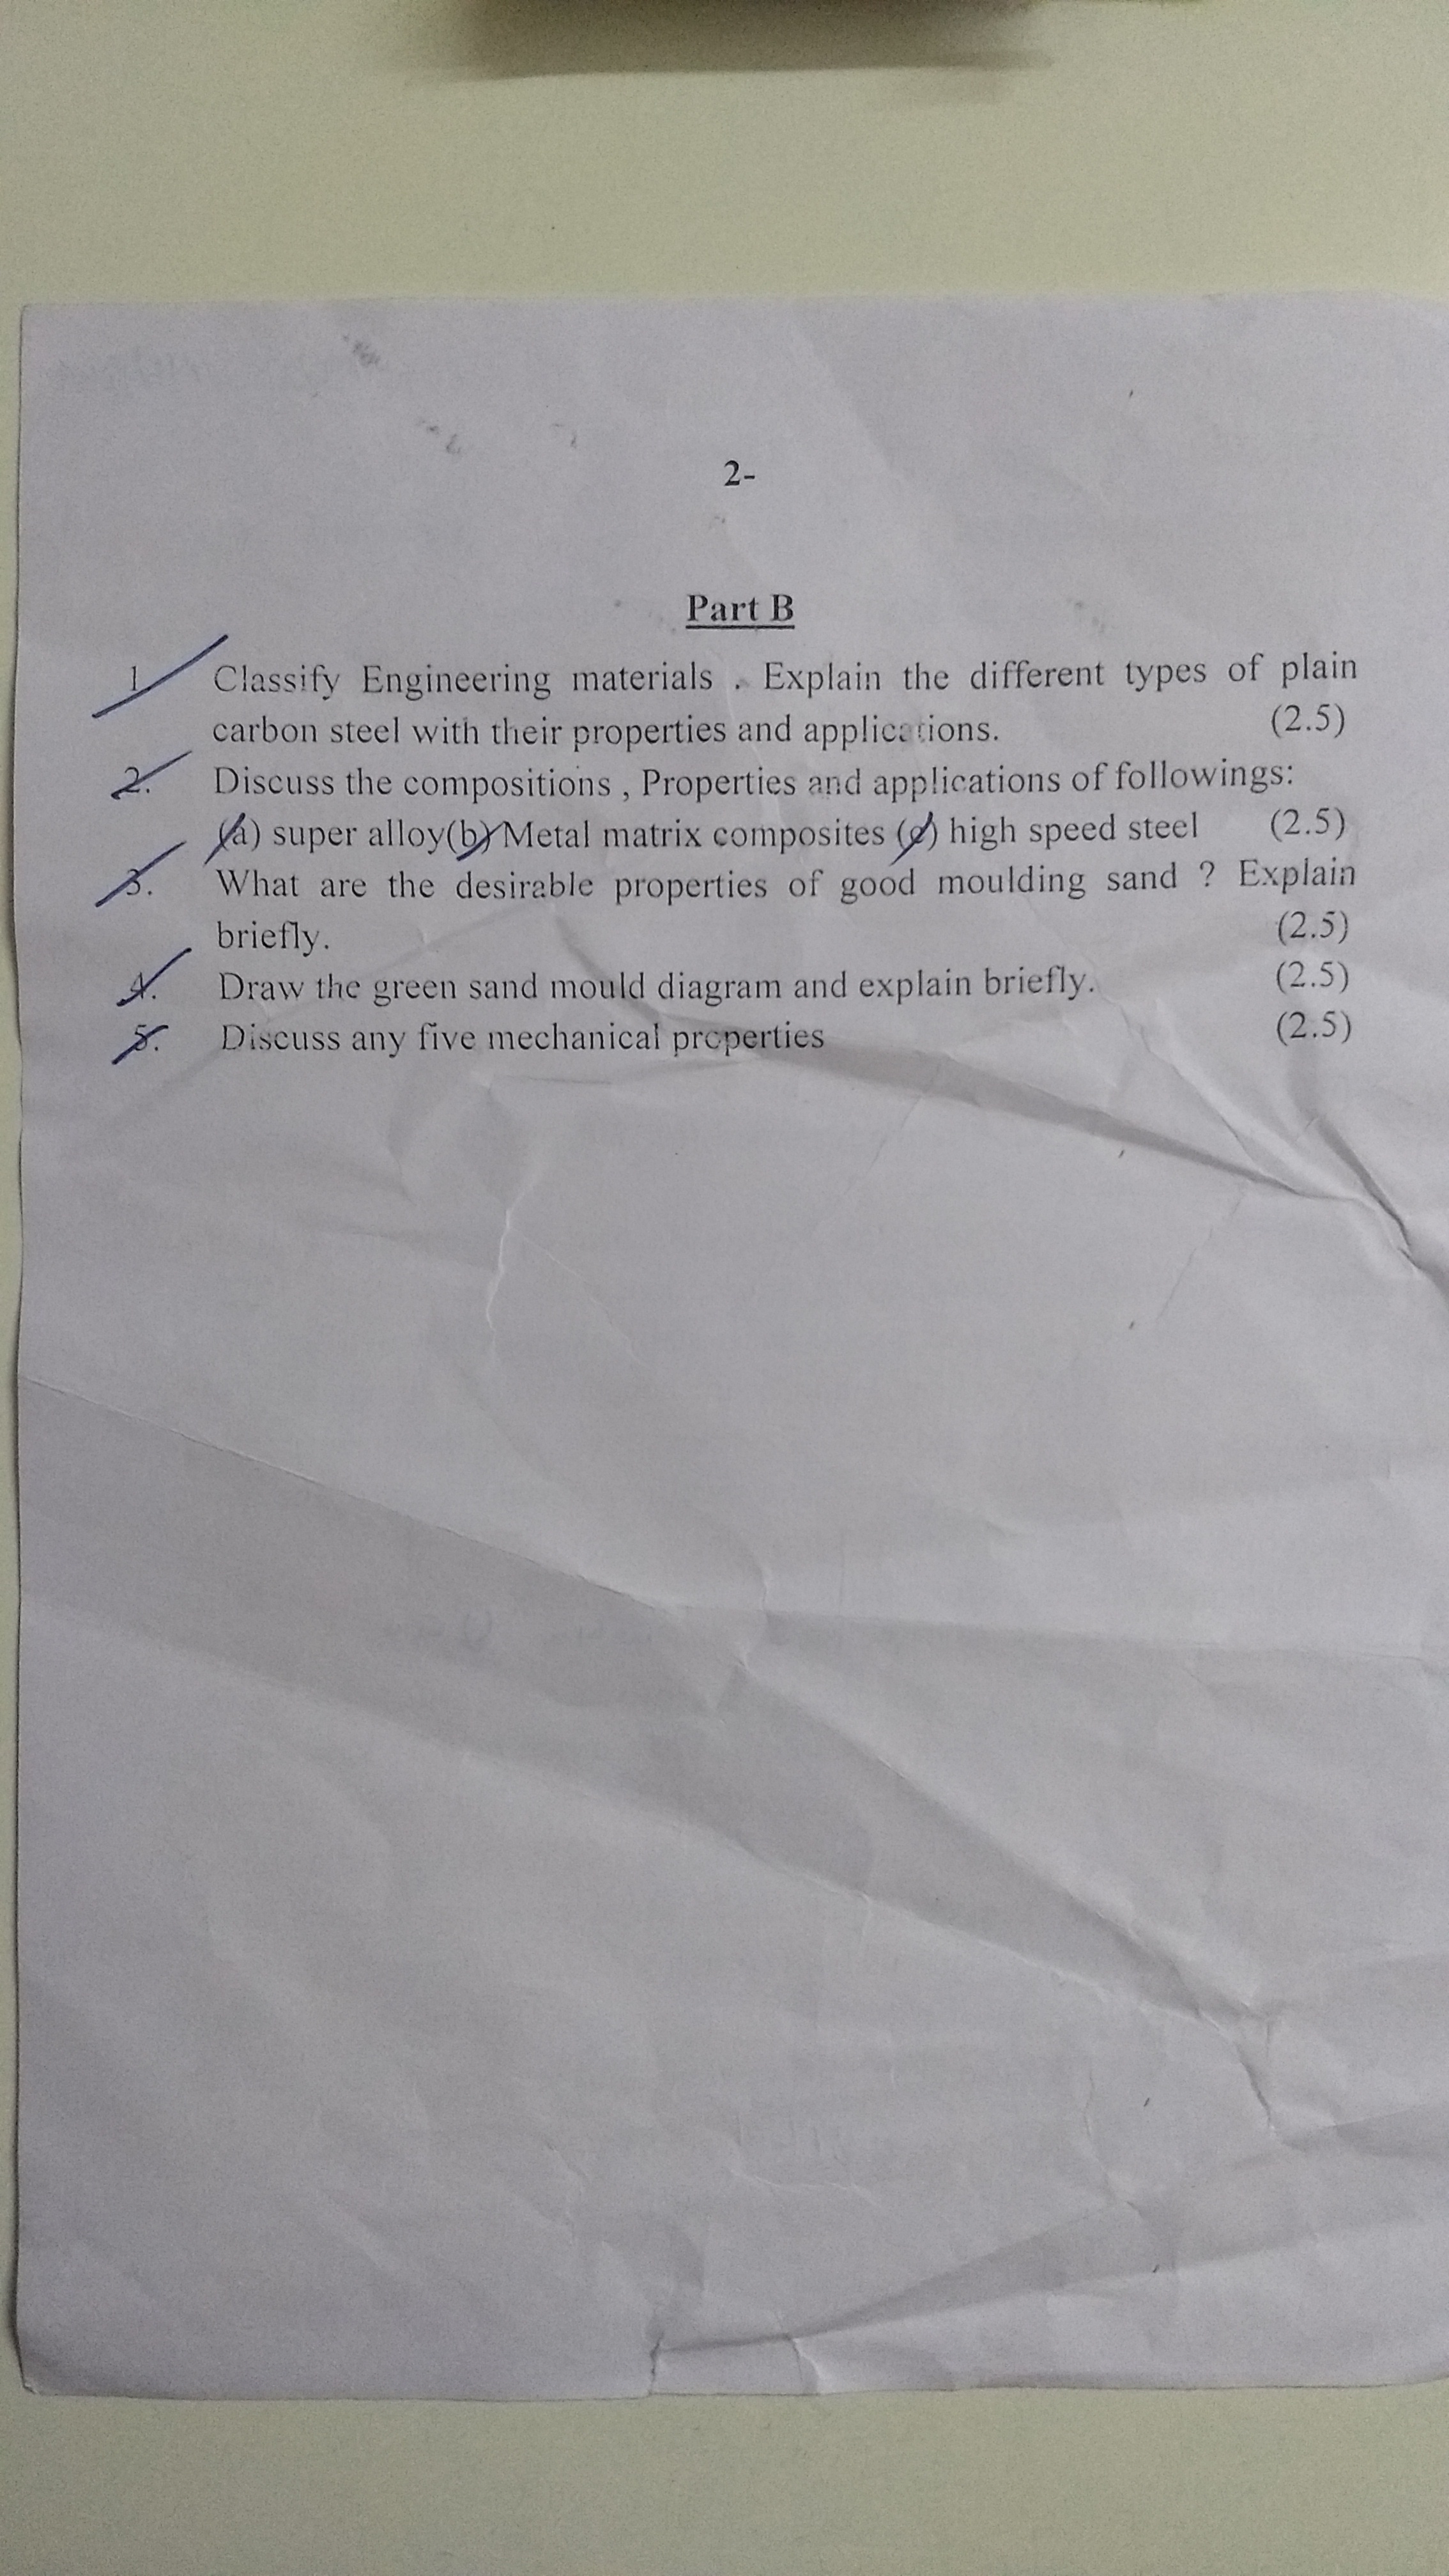 2-
Part B
1. Classify Engineering materials . Explain the different types of plain
carbon steel with their properties and applications. (2.5)
2. Discuss the compositions , Properties and applications of followings:
(a) super alloy(b) Metal matrix composites (c) high speed steel (2.5)
3. What are the desirable properties of good moulding sand ? Explain
briefly. (2.5)
4. Draw the green sand mould diagram and explain briefly. (2.5)
5. Discuss any five mechanical properties (2.5)